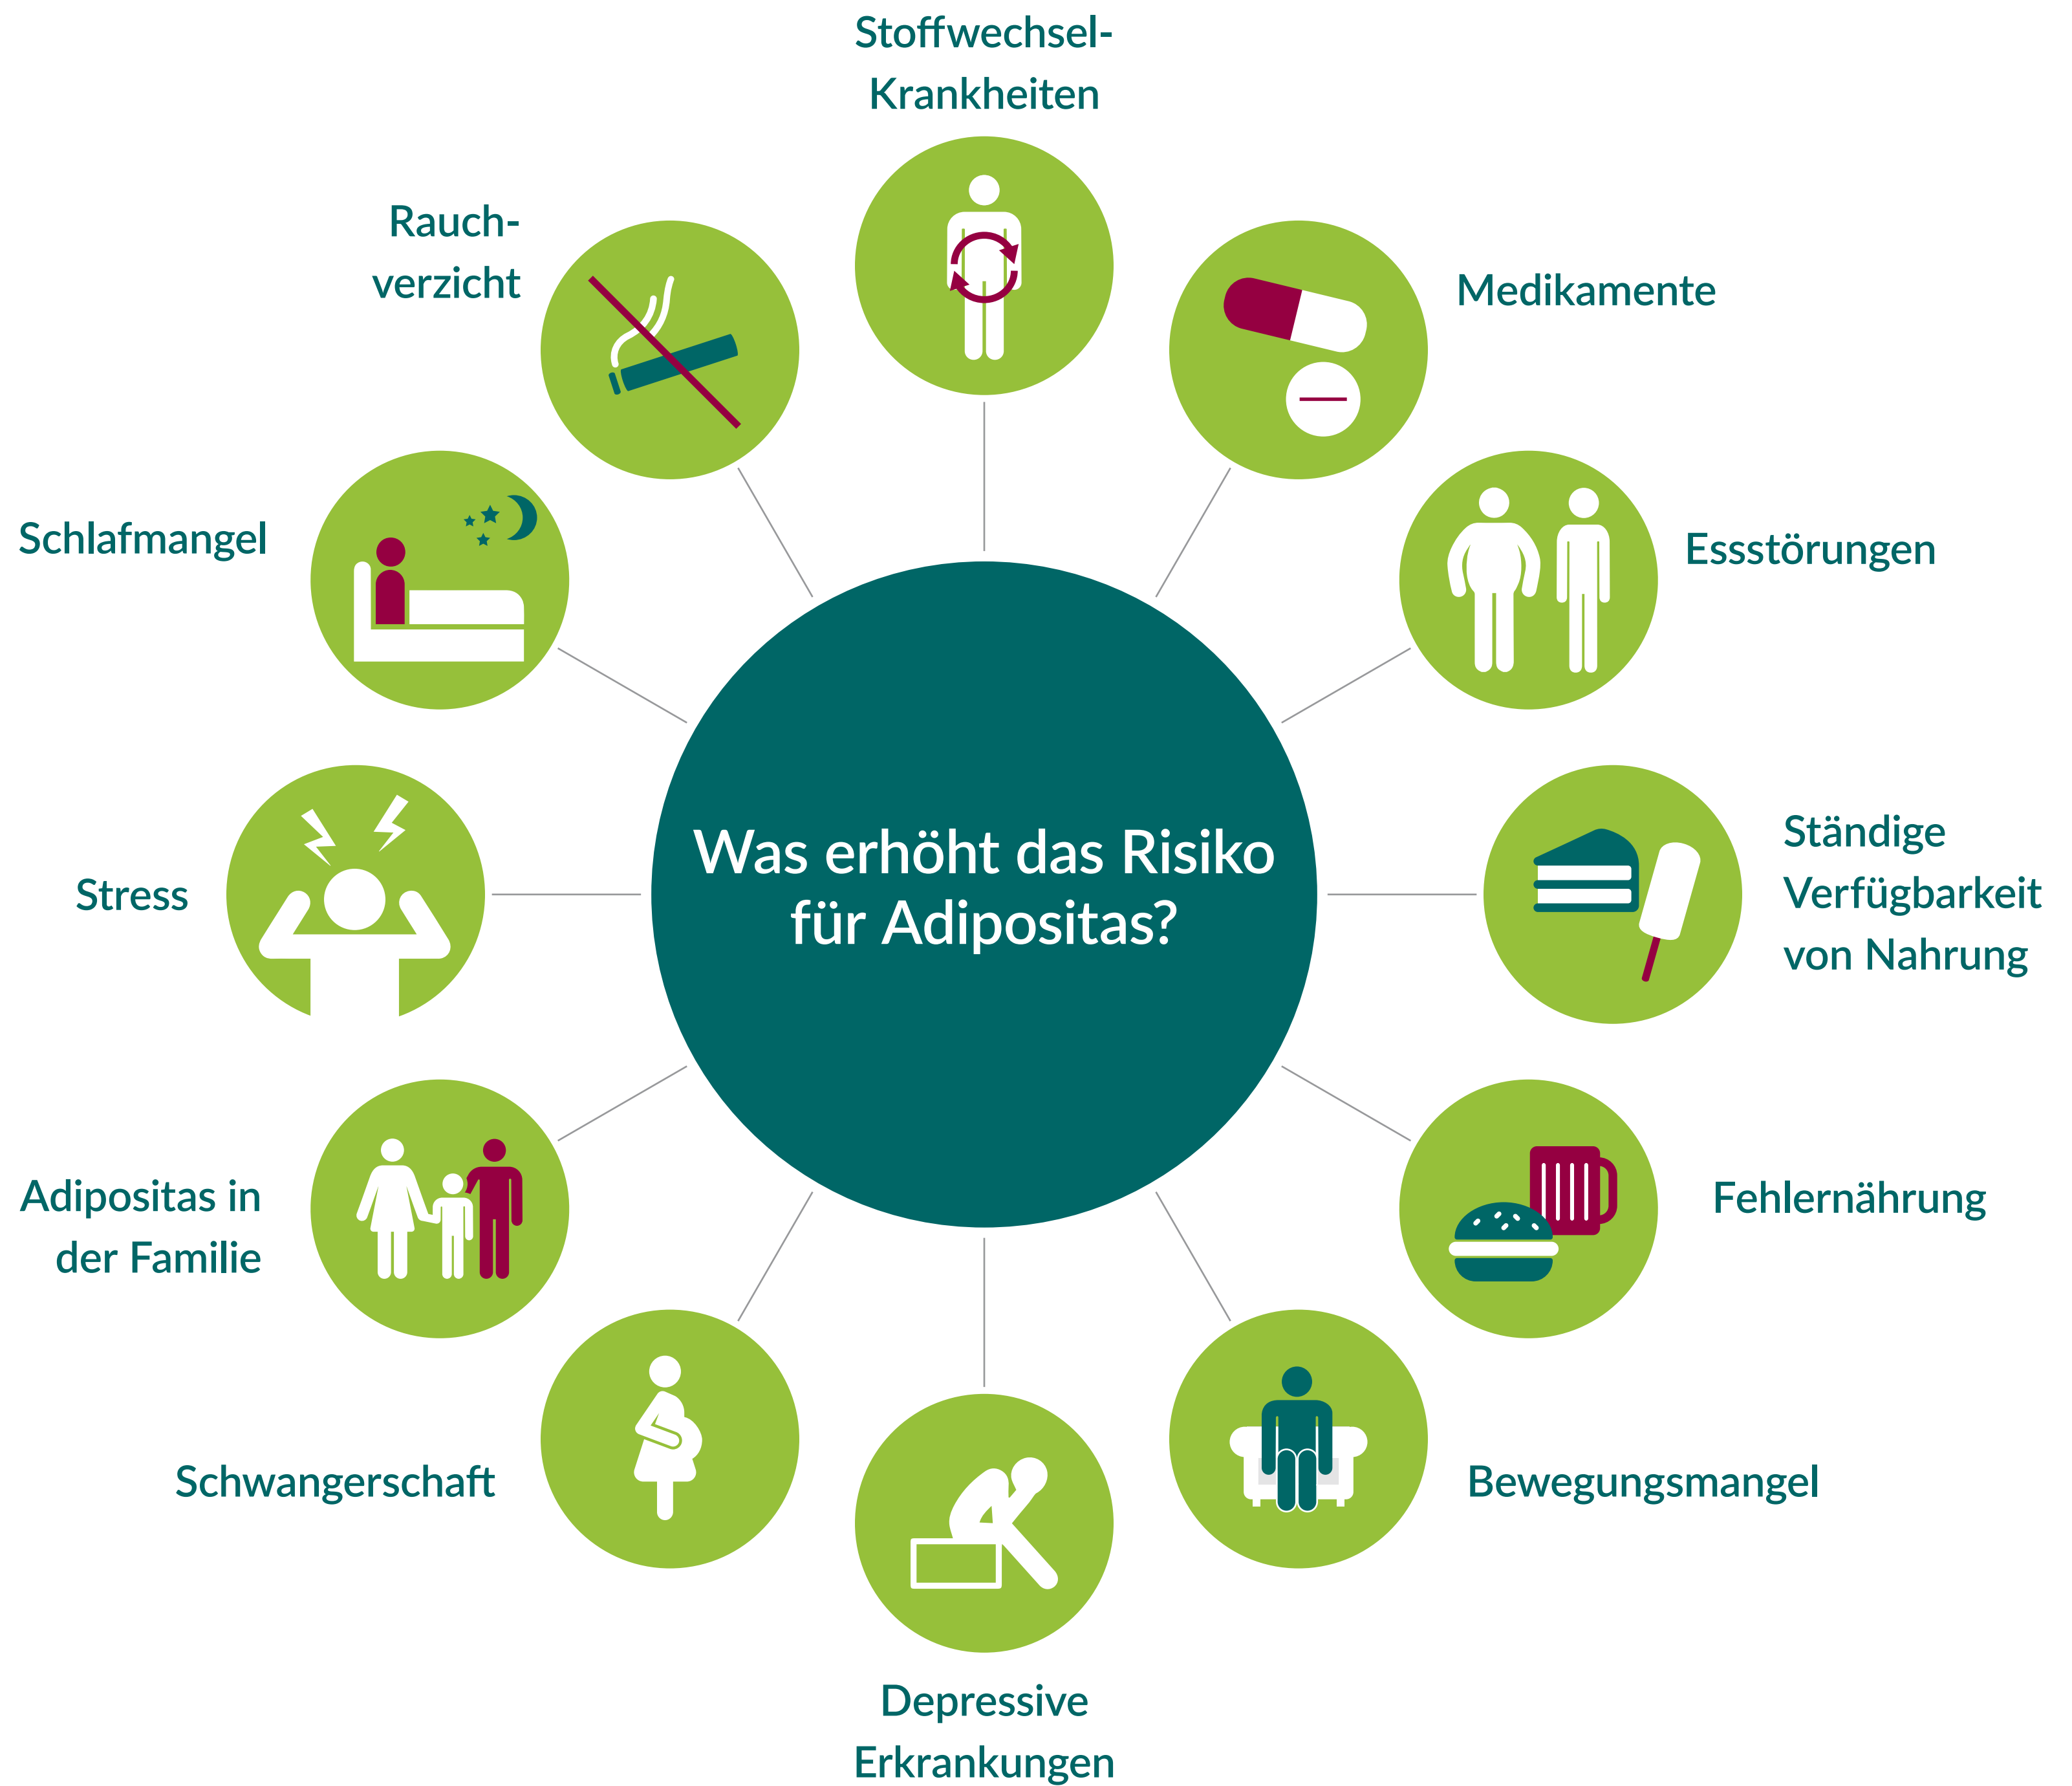 Stoffwechsel-
Krankheiten
Rauch-
verzicht
Medikamente
Schlafmangel
Essstörungen
Stress
Was erhöht das Risiko
für Adipositas?
Ständige
Verfügbarkeit
von Nahrung
Adipositas in
der Familie
Fehlernährung
Schwangerschaft
Bewegungsmangel
Depressive
Erkrankungen